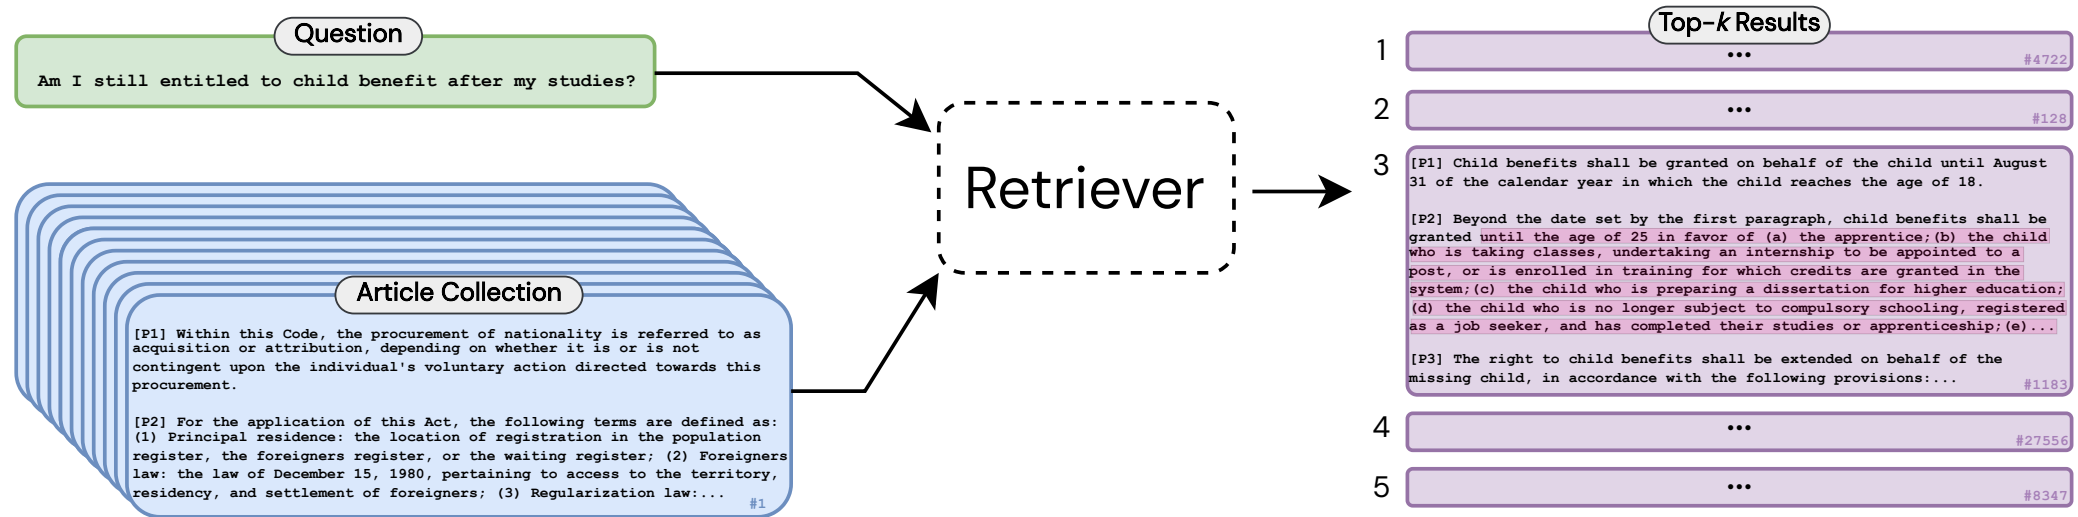 Question
Am I still entitled to child benefit after my studies?
Article Collection
[P1] Within this Code, the procurement of nationality is referred to as
acquisition or attribution, depending on whether it is or is not
contingent upon the individual's voluntary action directed towards this
procurement.
[P2] For the application of this Act, the following terms are defined as:
(1) Principal residence: the location of registration in the population
register, the foreigners register, or the waiting register; (2) Foreigners
law: the law of December 15, 1980, pertaining to access to the territory,
residency, and settlement of foreigners; (3) Regularization law:...
#1
Retriever
Top-k Results
1
...
#4722
2
...
#128
3
[P1] Child benefits shall be granted on behalf of the child until August
31 of the calendar year in which the child reaches the age of 18.
[P2] Beyond the date set by the first paragraph, child benefits shall be
granted until the age of 25 in favor of (a) the apprentice;(b) the child
who is taking classes, undertaking an internship to be appointed to a
post, or is enrolled in training for which credits are granted in the
system;(c) the child who is preparing a dissertation for higher education;
(d) the child who is no longer subject to compulsory schooling, registered
as a job seeker, and has completed their studies or apprenticeship;(e)...
[P3] The right to child benefits shall be extended on behalf of the
missing child, in accordance with the following provisions:...
#1183
4
...
#27556
5
...
#8347